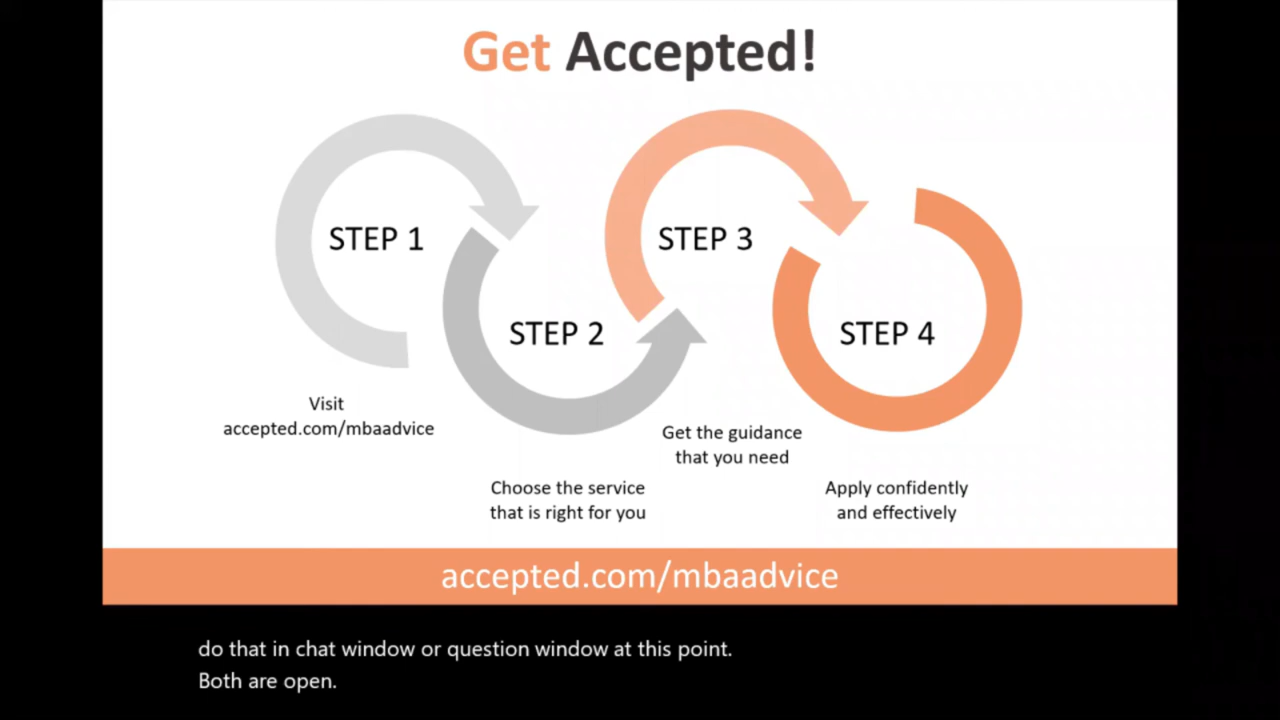 Get Accepted!
STEP 1
STEP 2
STEP 3
STEP 4
Visit
accepted.com/mbaadvice
Choose the service
that is right for you
Get the guidance
that you need
Apply confidently
and effectively
accepted.com/mbaadvice
do that in chat window or question window at this point.
Both are open.